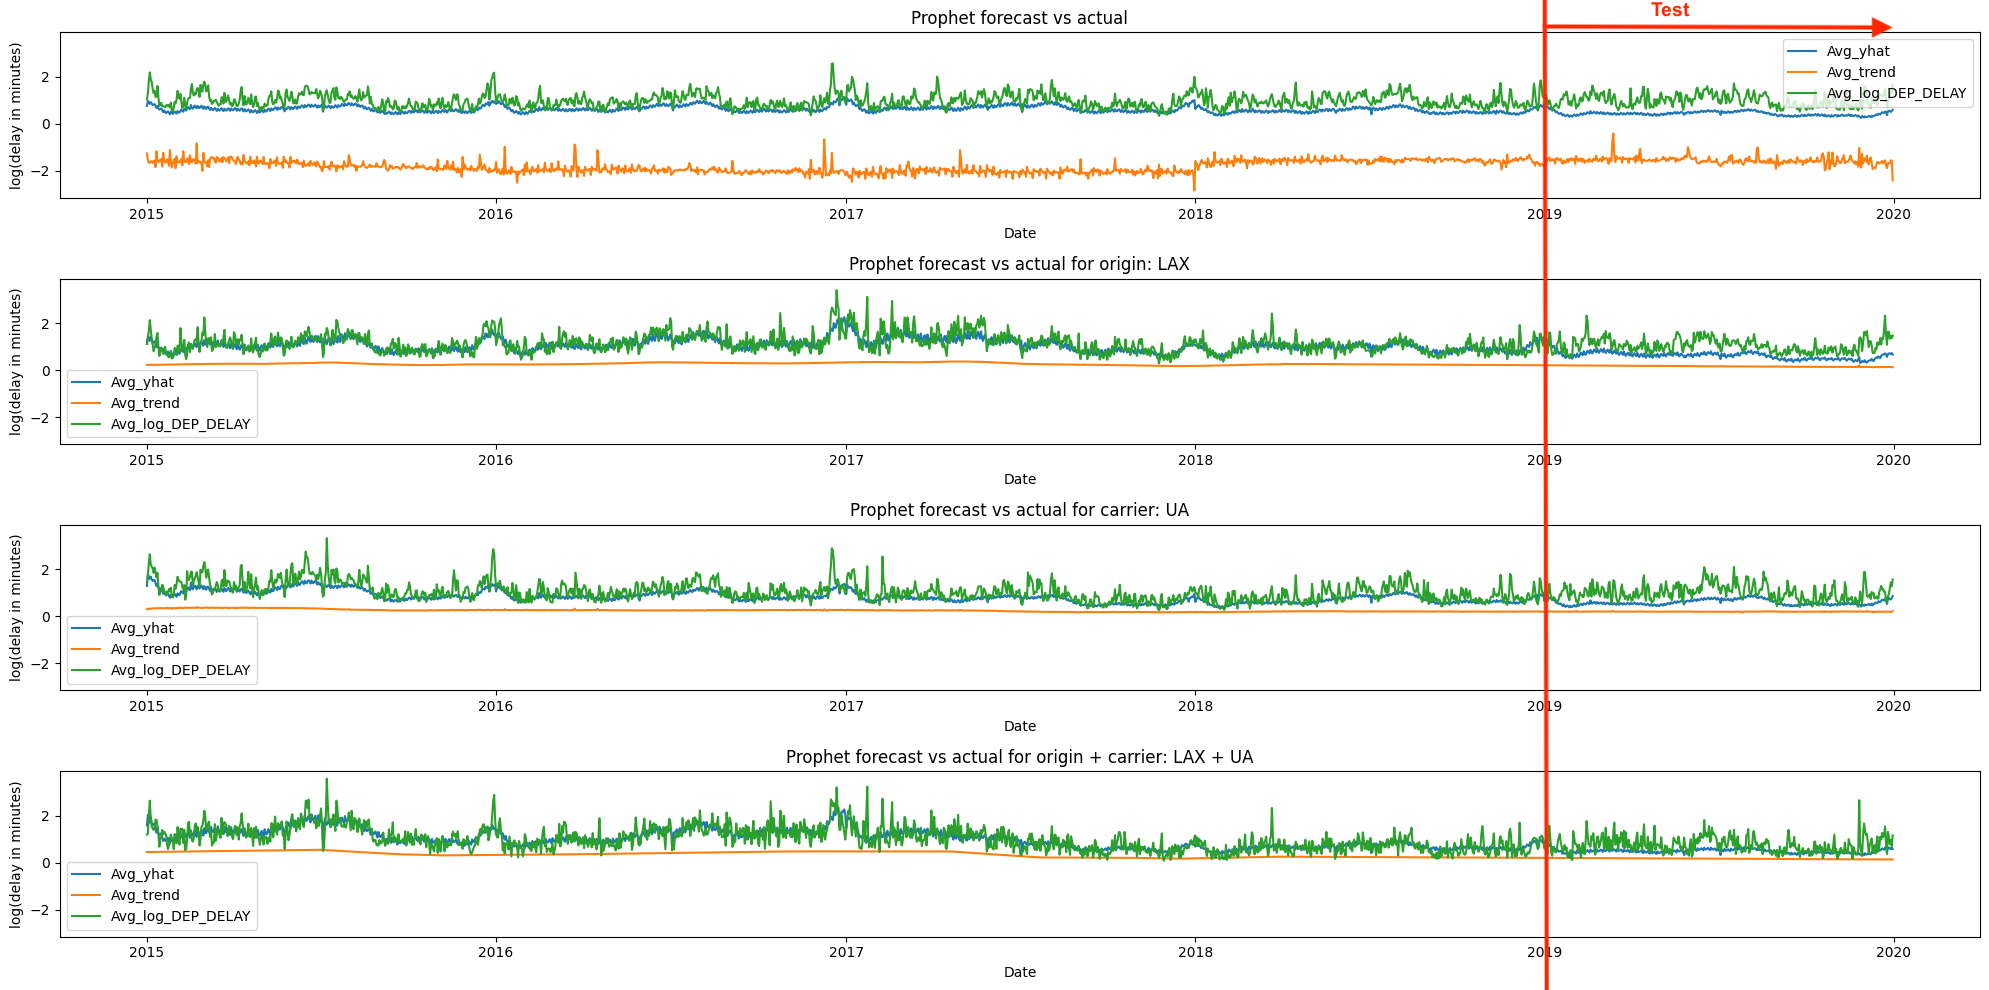 Prophet forecast vs actual
Test
log(delay in minutes)
2
0
−2
Avg_yhat
Avg_trend
Avg_log_DEP_DELAY
2015 2016 2017 2018 2019 2020
Date
Prophet forecast vs actual for origin: LAX
log(delay in minutes)
2
0
−2
Avg_yhat
Avg_trend
Avg_log_DEP_DELAY
2015 2016 2017 2018 2019 2020
Date
Prophet forecast vs actual for carrier: UA
log(delay in minutes)
2
0
−2
Avg_yhat
Avg_trend
Avg_log_DEP_DELAY
2015 2016 2017 2018 2019 2020
Date
Prophet forecast vs actual for origin + carrier: LAX + UA
log(delay in minutes)
2
0
−2
Avg_yhat
Avg_trend
Avg_log_DEP_DELAY
2015 2016 2017 2018 2019 2020
Date